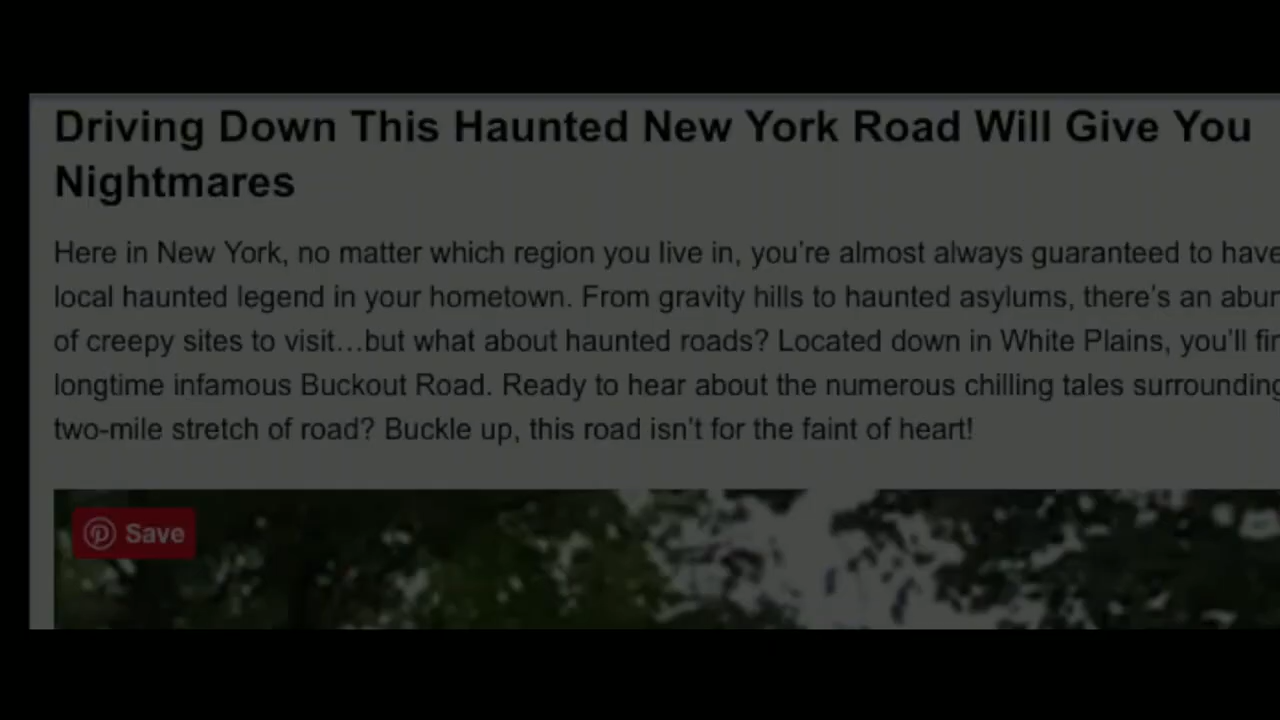 Driving Down This Haunted New York Road Will Give You
Nightmares
Here in New York, no matter which region you live in, you're almost always guaranteed to have
local haunted legend in your hometown. From gravity hills to haunted asylums, there's an
of creepy sites to visit...but what about haunted roads? Located down in White Plains, you'll
longtime infamous Buckout Road. Ready to hear about the numerous chilling tales surrounding
two-mile stretch of road? Buckle up, this road isn't for the faint of heart!
Save